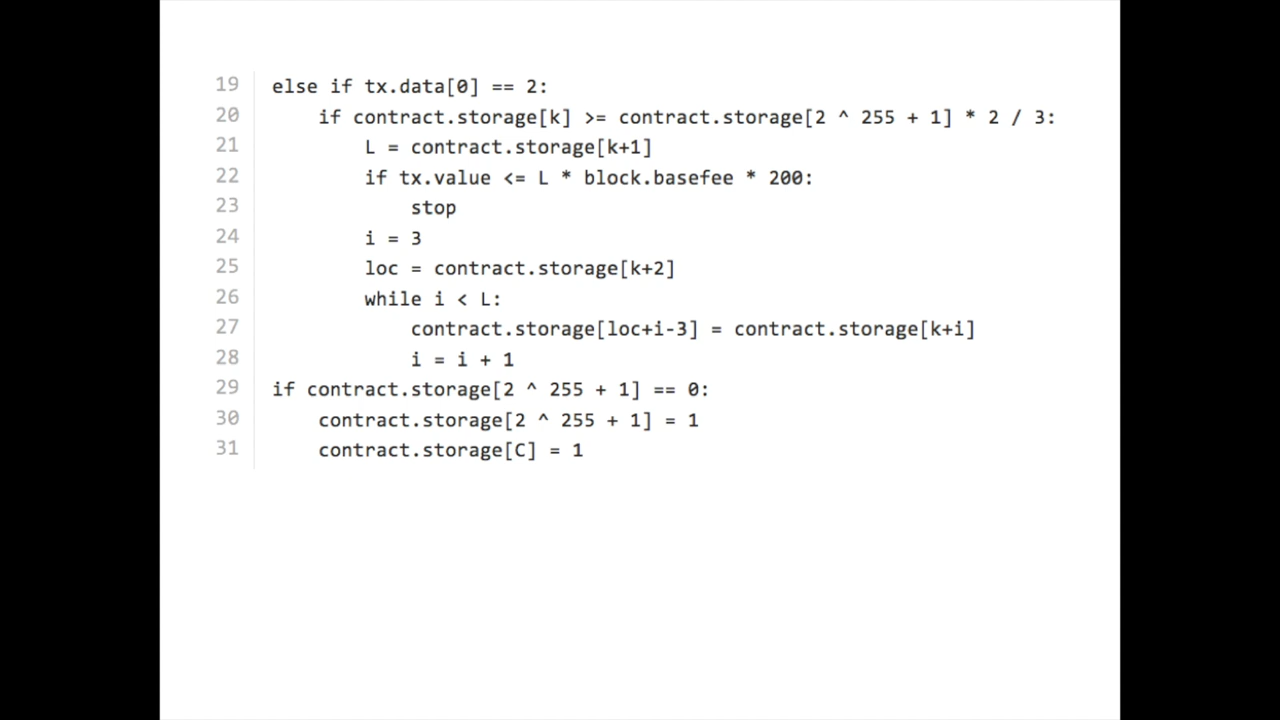 19 else if tx.data[0] == 2:
20     if contract.storage[k] >= contract.storage[2 ^ 255 + 1] * 2 / 3:
21         L = contract.storage[k+1]
22         if tx.value <= L * block.basefee * 200:
23             stop
24         i = 3
25         loc = contract.storage[k+2]
26         while i < L:
27             contract.storage[loc+i-3] = contract.storage[k+i]
28             i = i + 1
29 if contract.storage[2 ^ 255 + 1] == 0:
30     contract.storage[2 ^ 255 + 1] = 1
31     contract.storage[C] = 1